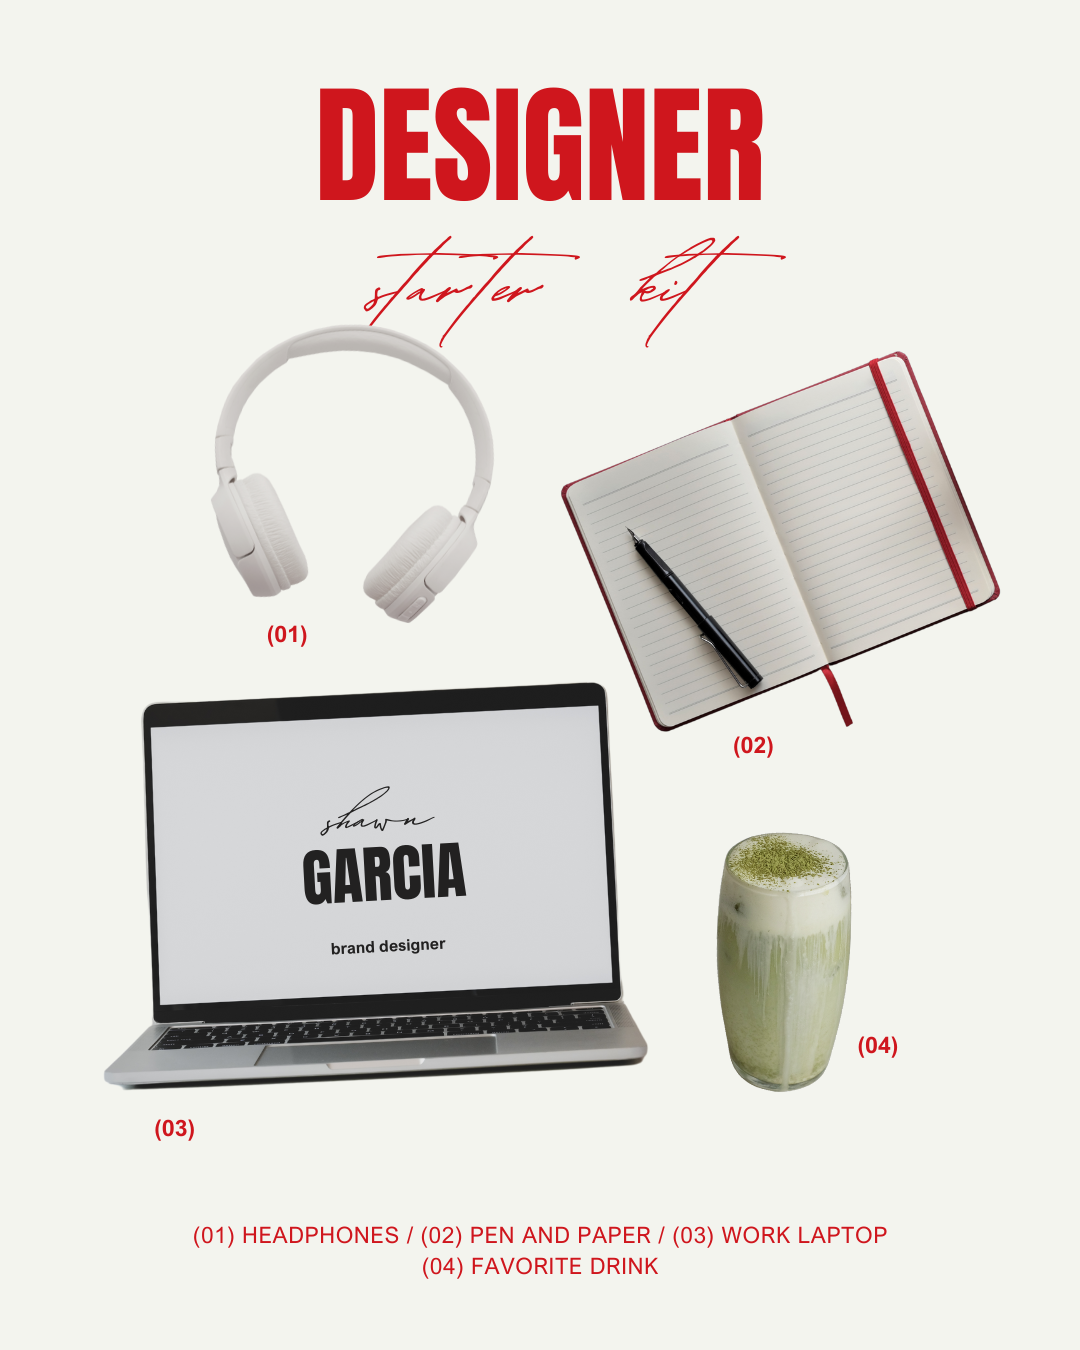 DESIGNER
starter kit
(01)
(02)
shawn
GARCIA
brand designer
(04)
(03)
(01) HEADPHONES / (02) PEN AND PAPER / (03) WORK LAPTOP
(04) FAVORITE DRINK